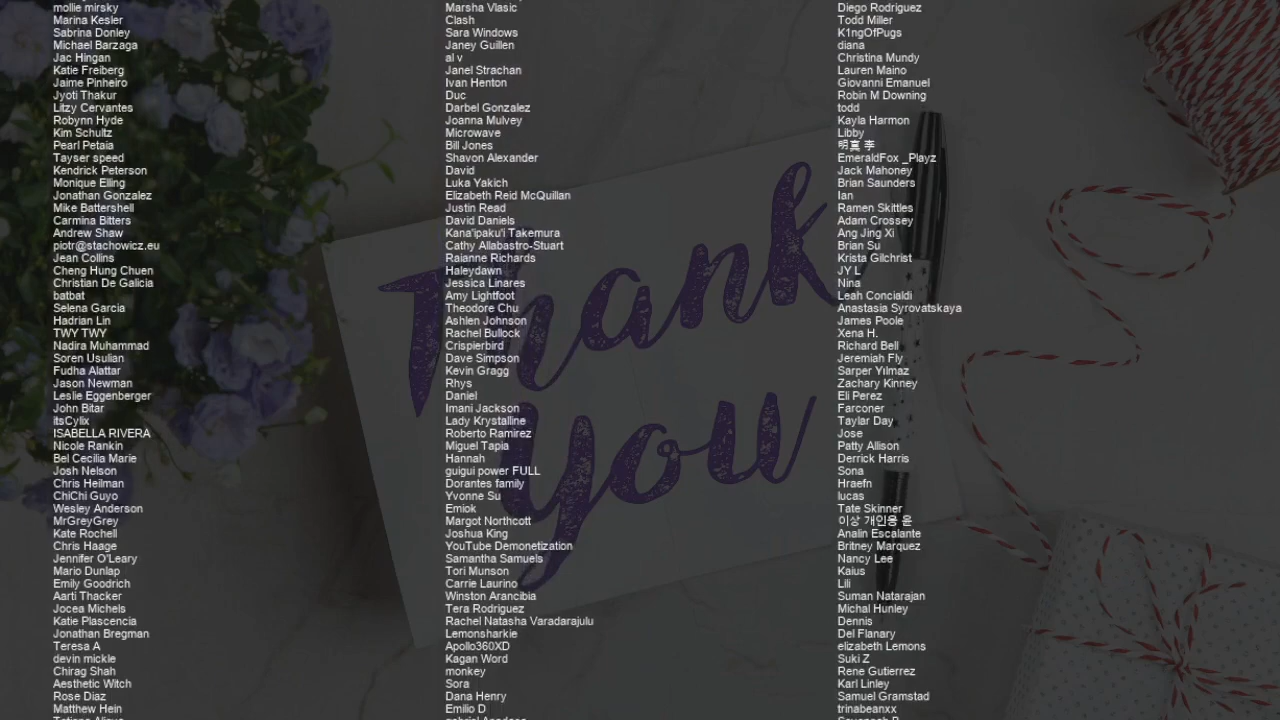 mollie mirsky
Marina Kesler
Sabrina Donley
Michael Barzaga
Jac Hingan
Katie Freiberg
Jaime Pinheiro
Jyoti Thakur
Litzy Cervantes
Robynn Hyde
Kim Schultz
Pearl Petaia
Tayser speed
Kendrick Peterson
Monique Elling
Jonathan Gonzalez
Mike Battershell
Carmina Bitters
Andrew Shaw
piotr@stachowicz.eu
Jean Collins
Cheng Hung Chuen
Christian De Galicia
batbat
Selena Garcia
Hadrian Lin
TWY TWY
Nadira Muhammad
Soren Usulian
Fudha Alattar
Jason Newman
Leslie Eggenberger
John Bitar
itsCylix
ISABELLA RIVERA
Nicole Rankin
Bel Cecilia Marie
Josh Nelson
Chris Heilman
ChiChi Guyo
Wesley Anderson
MrGreyGrey
Kate Rochell
Chris Haage
Jennifer O'Leary
Mario Dunlap
Emily Goodrich
Aarti Thacker
Jocea Michels
Katie Plascencia
Jonathan Bregman
Teresa A
devin mickle
Chirag Shah
Aesthetic Witch
Rose Diaz
Matthew Hein
Marsha Vlasic
Clash
Sara Windows
Janey Guillen
al v
Janel Strachan
Ivan Henton
Duc
Darbel Gonzalez
Joanna Mulvey
Microwave
Bill Jones
Shavon Alexander
David
Luka Yakich
Elizabeth Reid McQuillan
Justin Read
David Daniels
Kana'ipaku'i Takemura
Cathy Allabastro-Stuart
Raianne Richards
Haleydawn
Jessica Linares
Amy Lightfoot
Theodore Chu
Ashlen Johnson
Rachel Bullock
Crispierbird
Dave Simpson
Kevin Gragg
Rhys
Daniel
Imani Jackson
Lady Krystalline
Roberto Ramirez
Miguel Tapia
Hannah
guigui power FULL
Dorantes family
Yvonne Su
Emiok
Margot Northcott
Joshua King
YouTube Demonetization
Samantha Samuels
Tori Munson
Carrie Laurino
Winston Arancibia
Tera Rodriguez
Rachel Natasha Varadarajulu
Lemonsharkie
Apollo360XD
Kagan Word
monkey
Sora
Dana Henry
Emilio D
Diego Rodriguez
Todd Miller
K1ngOfPugs
diana
Christina Mundy
Lauren Maino
Giovanni Emanuel
Robin M Downing
todd
Kayla Harmon
Libby
明真 李
EmeraldFox _Playz
Jack Mahoney
Brian Saunders
Ian
Ramen Skittles
Adam Crossey
Ang Jing Xi
Brian Su
Krista Gilchrist
JY L
Nina
Leah Concialdi
Anastasia Syrovatskaya
James Poole
Xena H.
Richard Bell
Jeremiah Fly
Sarper Yılmaz
Zachary Kinney
Eli Perez
Farconer
Taylar Day
Jose
Patty Allison
Derrick Harris
Sona
Hraefn
lucas
Tate Skinner
이상 개인용 윤
Analin Escalante
Britney Marquez
Nancy Lee
Kaius
Lili
Suman Natarajan
Michal Hunley
Dennis
Del Flanary
elizabeth Lemons
Suki Z
Rene Gutierrez
Karl Linley
Samuel Gramstad
trinabeanxx
Thank
you